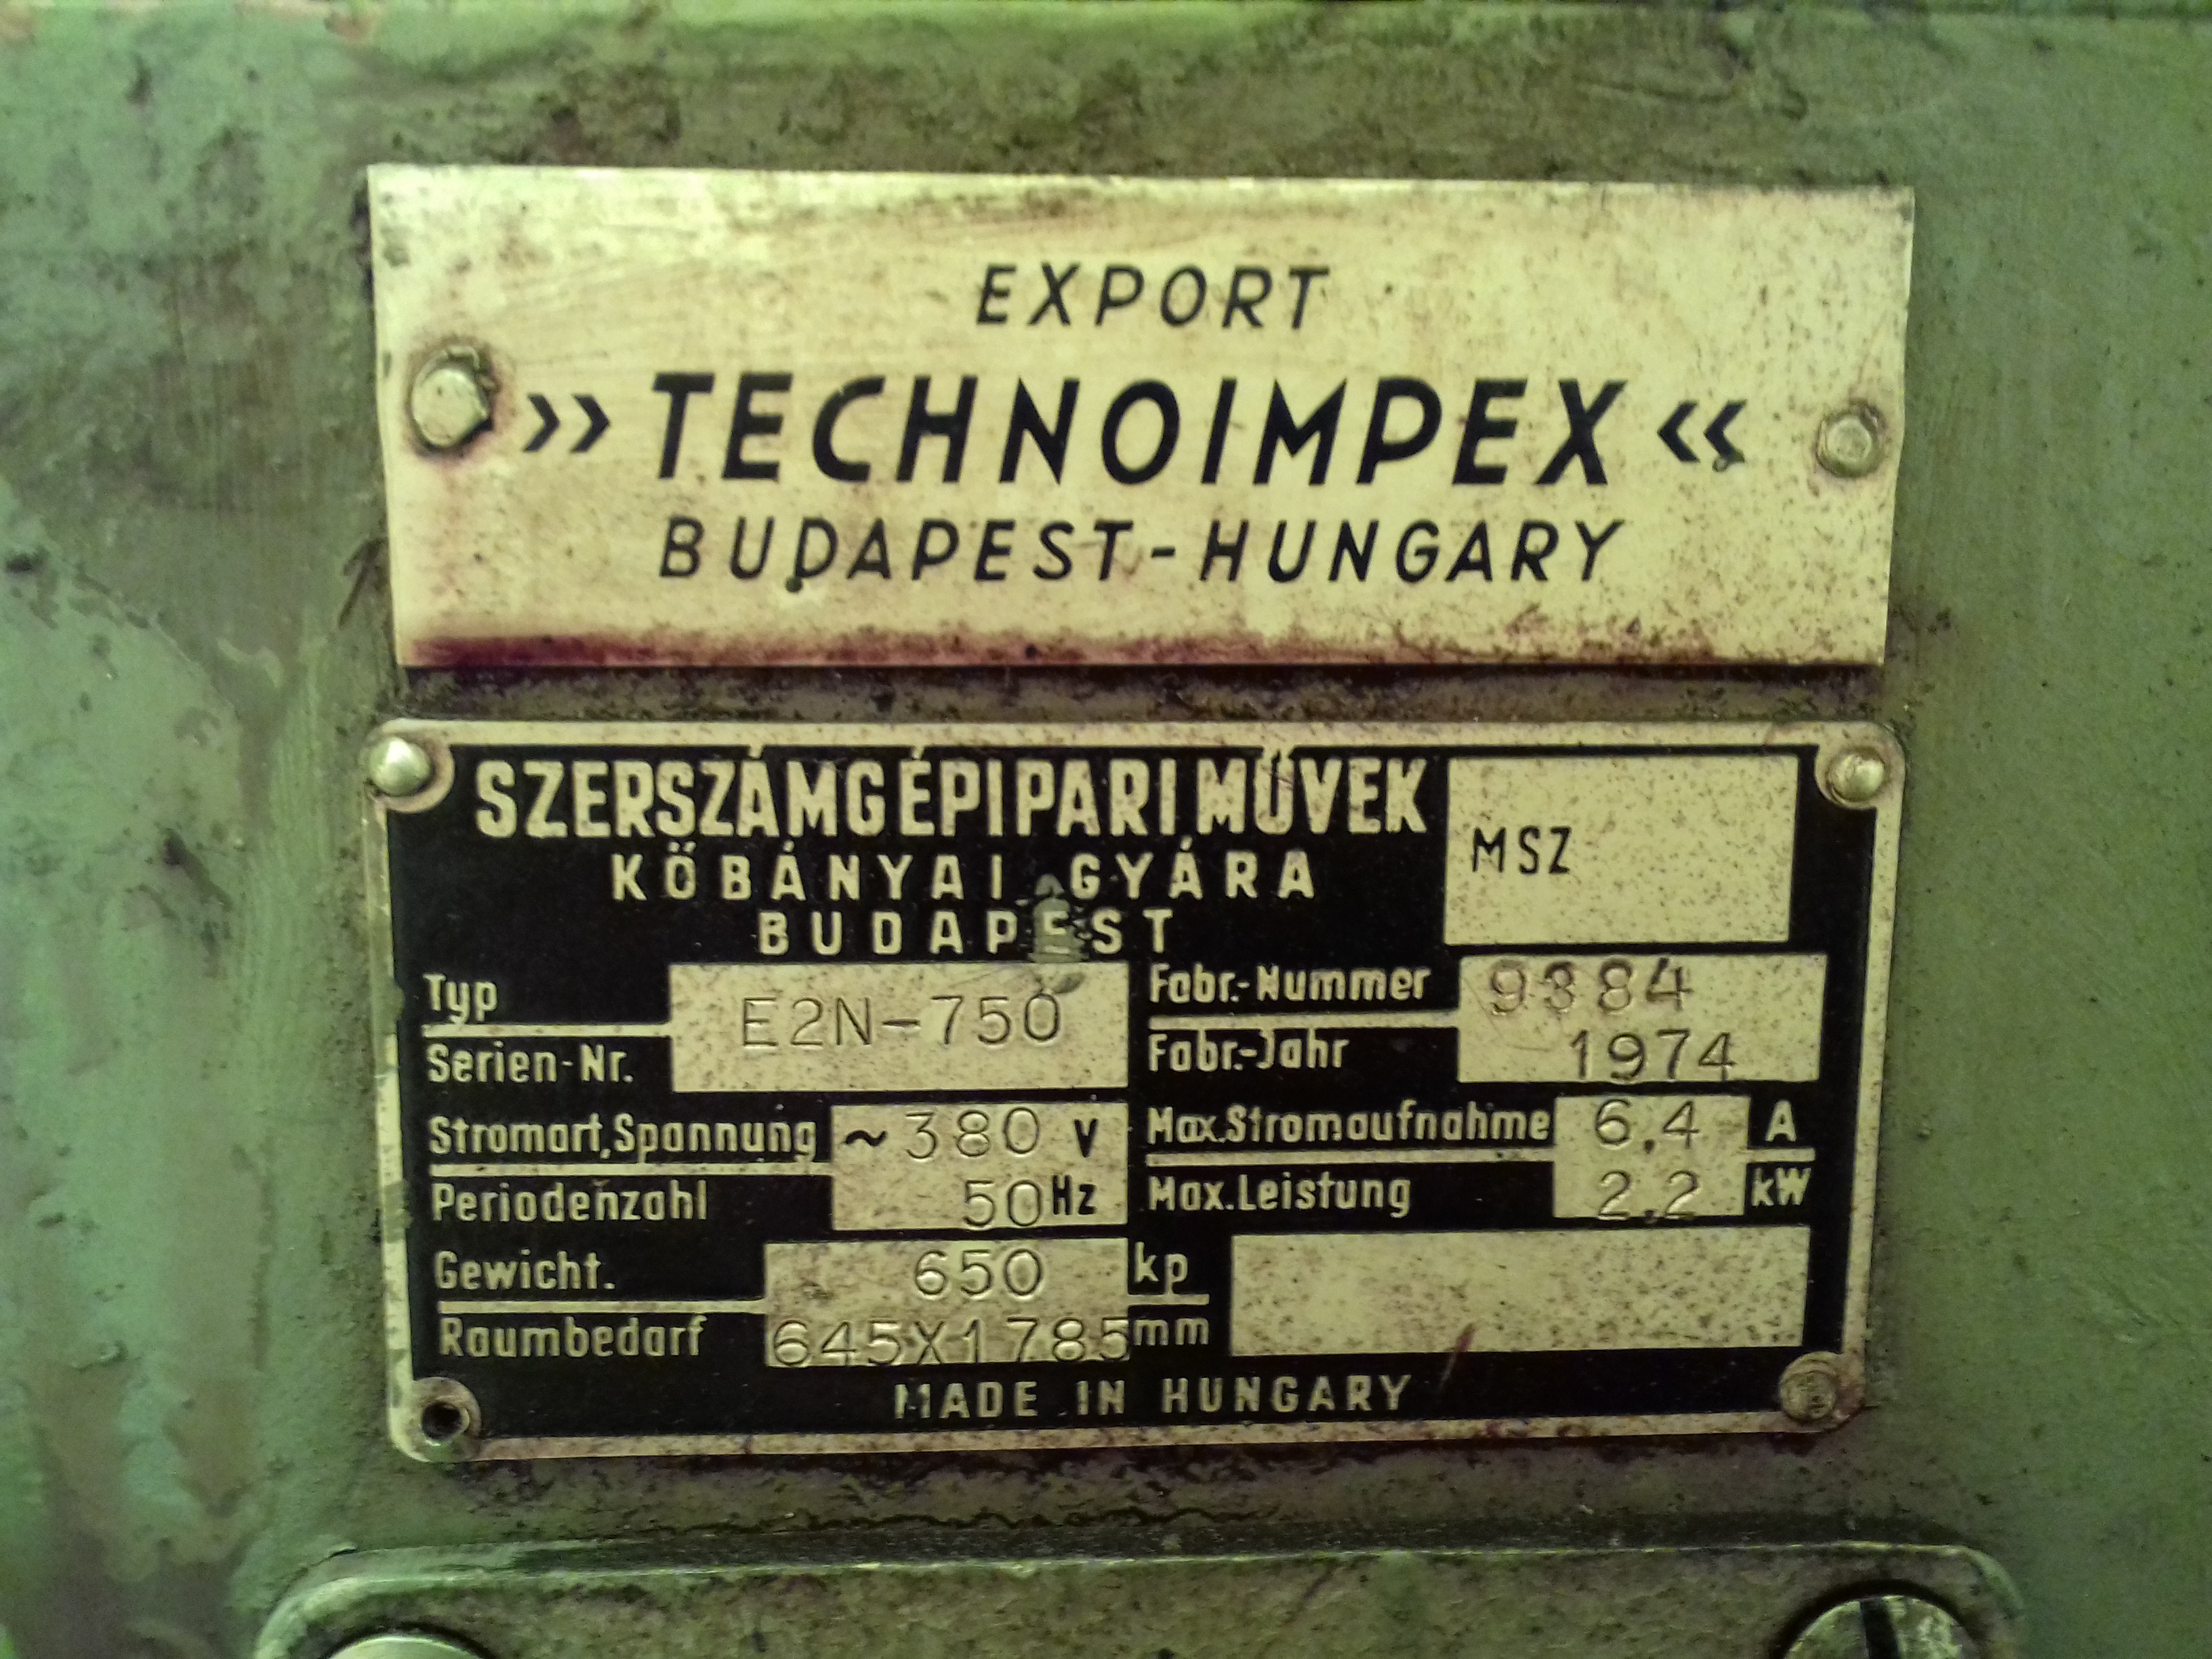 EXPORT
»TECHNOIMPEX«
BUDAPEST-HUNGARY
SZERSZÁMGÉPIPARI MŰVEK
KŐBÁNYAI GYÁRA
BUDAPEST
MSZ
Typ E2N-750
Serien-Nr.
Fabr.-Nummer 9384
Fabr.-Jahr 1974
Stromart,Spannung ~380 V
Periodenzahl 50Hz
Max.Stromaufnahme 6,4 A
Max.Leistung 2,2 kW
Gewicht. 650 kp
Raumbedarf 645X1785mm
MADE IN HUNGARY